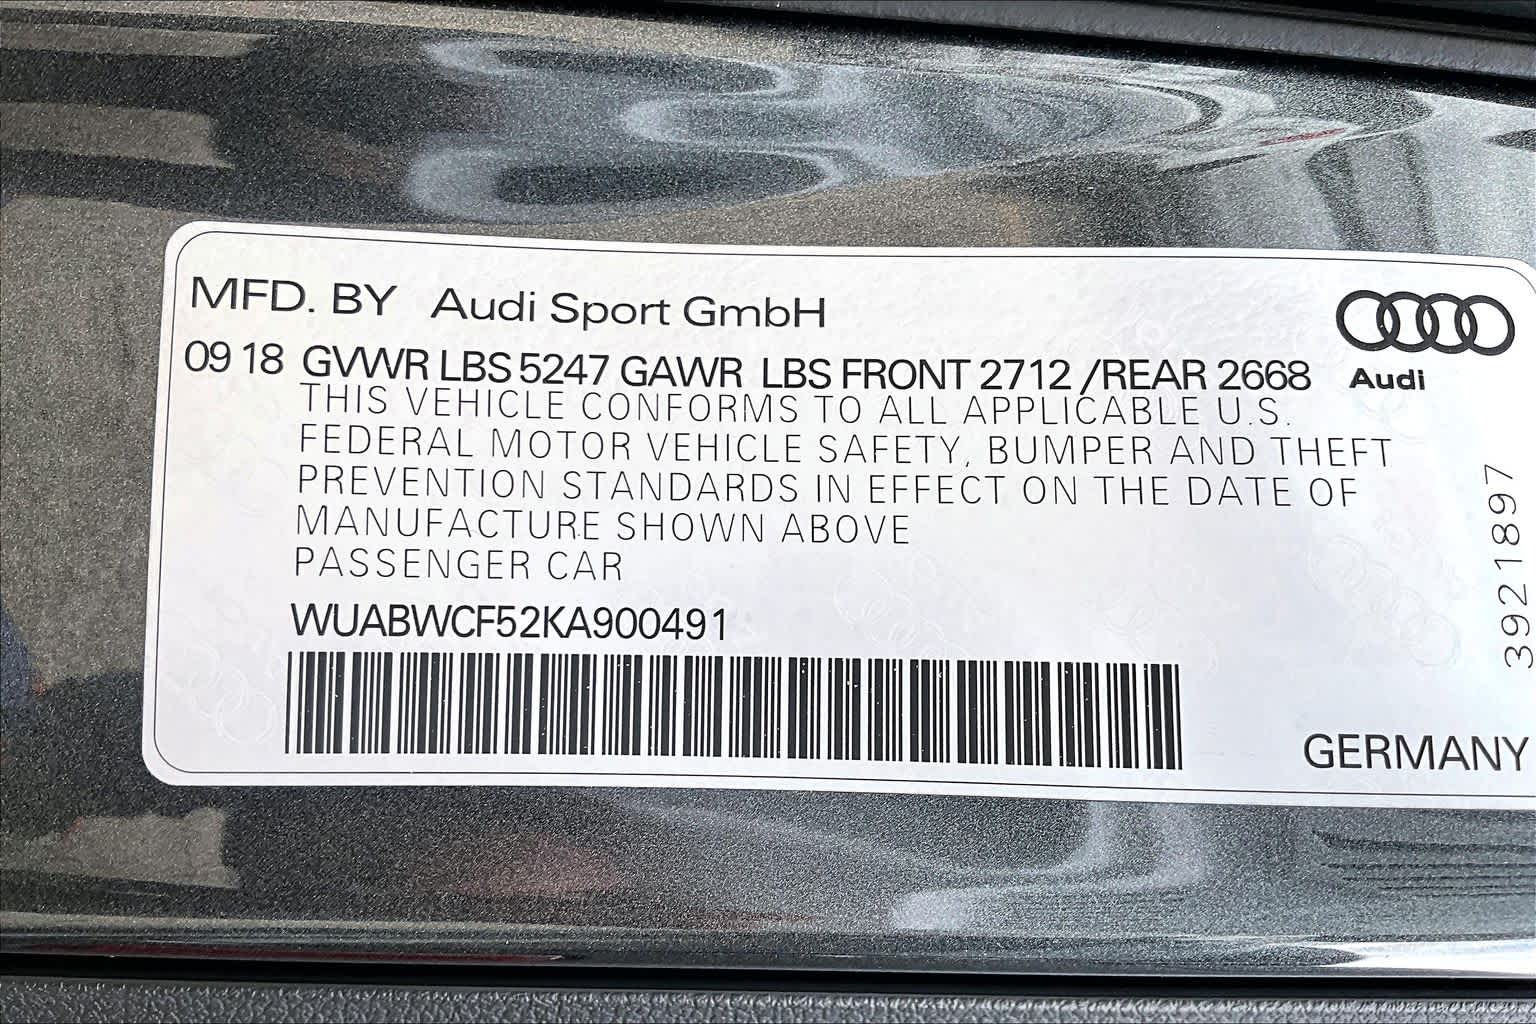 MFD. BY Audi Sport GmbH
09 18 GVWR LBS 5247 GAWR LBS FRONT 2712 /REAR 2668
Audi
THIS VEHICLE CONFORMS TO ALL APPLICABLE U.S.
FEDERAL MOTOR VEHICLE SAFETY, BUMPER AND THEFT
PREVENTION STANDARDS IN EFFECT ON THE DATE OF
MANUFACTURE SHOWN ABOVE
PASSENGER CAR
WUABWCF52KA900491
3921897
GERMANY